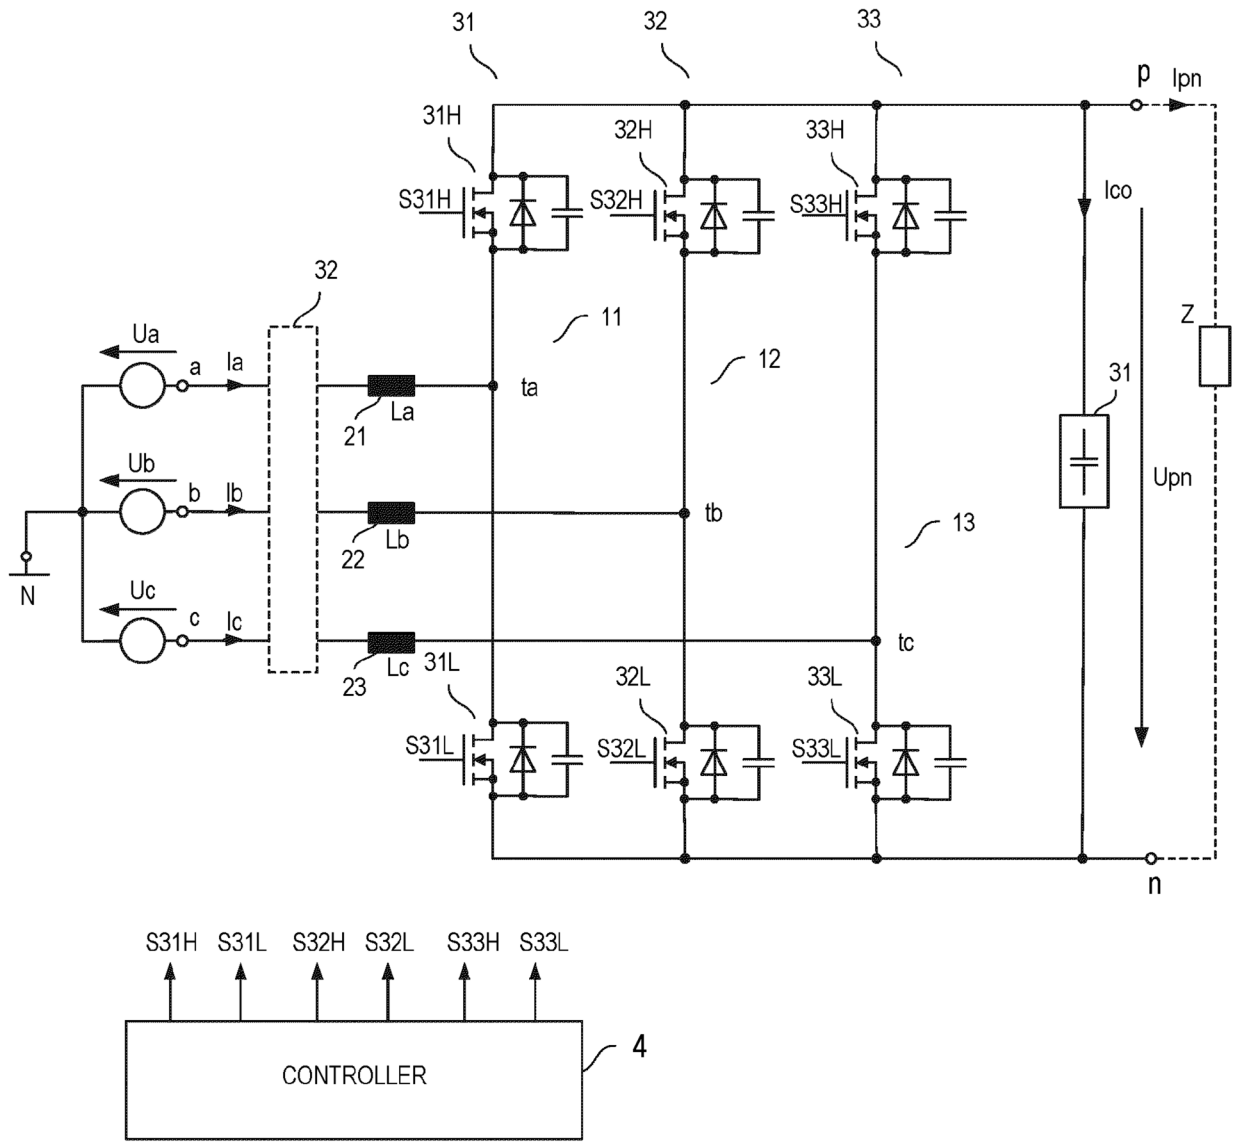 31
32
33
p
Ipn
31H
32H
33H
S31H
S32H
S33H
Ico
32
11
12
Z
Ua
a
Ia
ta
31
La
21
Ub
b
Ib
Upn
tb
13
22
Lb
Uc
N
c
Ic
tc
31L
23
Lc
32L
33L
S31L
S32L
S33L
n
S31H
S31L
S32H
S32L
S33H
S33L
4
CONTROLLER